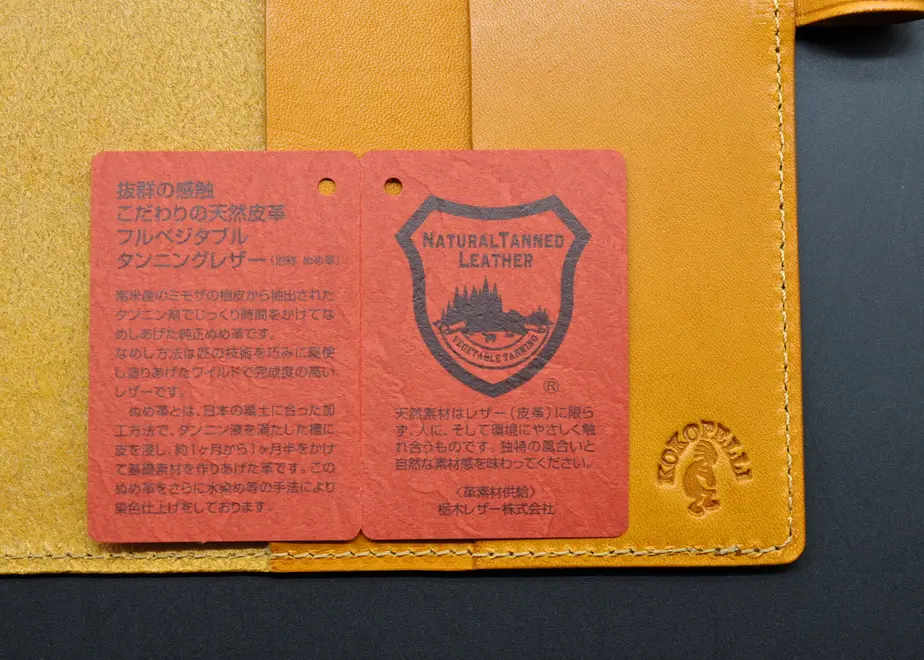 抜群の感触
こだわりの天然皮革
フルベジタブル
タンニングレザー〈別称 ぬめ革〉
南米産のミモザの樹皮から抽出された
タンニン剤でじっくり時間をかけてな
めしあげた純正ぬめ革です。
なめし方法は匠の技術を巧みに駆使
し造りあげたワイルドで完成度の高い
レザーです。
ぬめ革とは、日本の風土に合った加
工方法で、タンニン液を満たした槽に
皮を浸し、約1ヶ月から1ヶ月半をかけ
て基礎素材を作りあげた革です。この
ぬめ革をさらに水染め等の手法により
染色仕上げをしております。
NATURALTANNED
LEATHER
VEGETABLE TANNING
®
天然素材はレザー（皮革）に限ら
ず、人に、そして環境にやさしく触
れ合うものです。独特の風合いと
自然な素材感を味わってください。
〈革素材供給〉
栃木レザー株式会社
KOKOPELLI